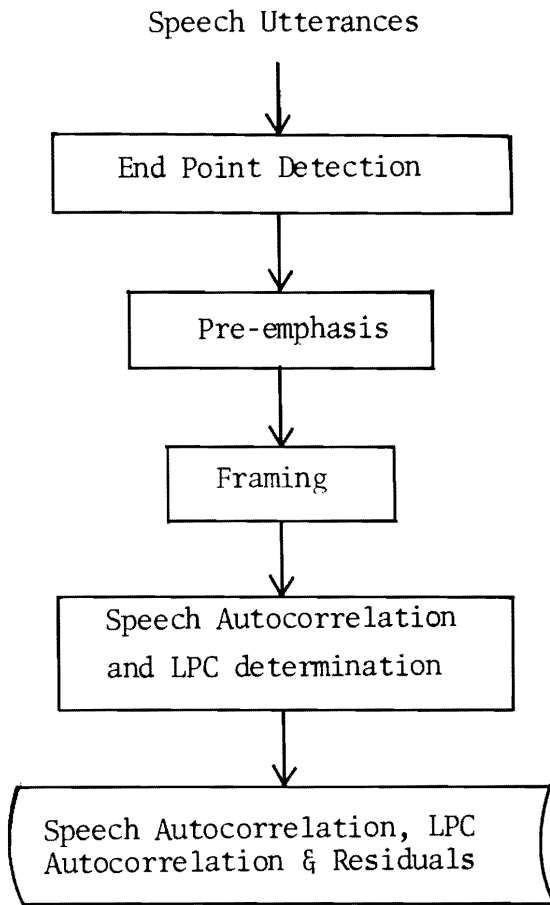 Speech Utterances
End Point Detection
Pre-emphasis
Framing
Speech Autocorrelation
and LPC determination
Speech Autocorrelation, LPC
Autocorrelation & Residuals